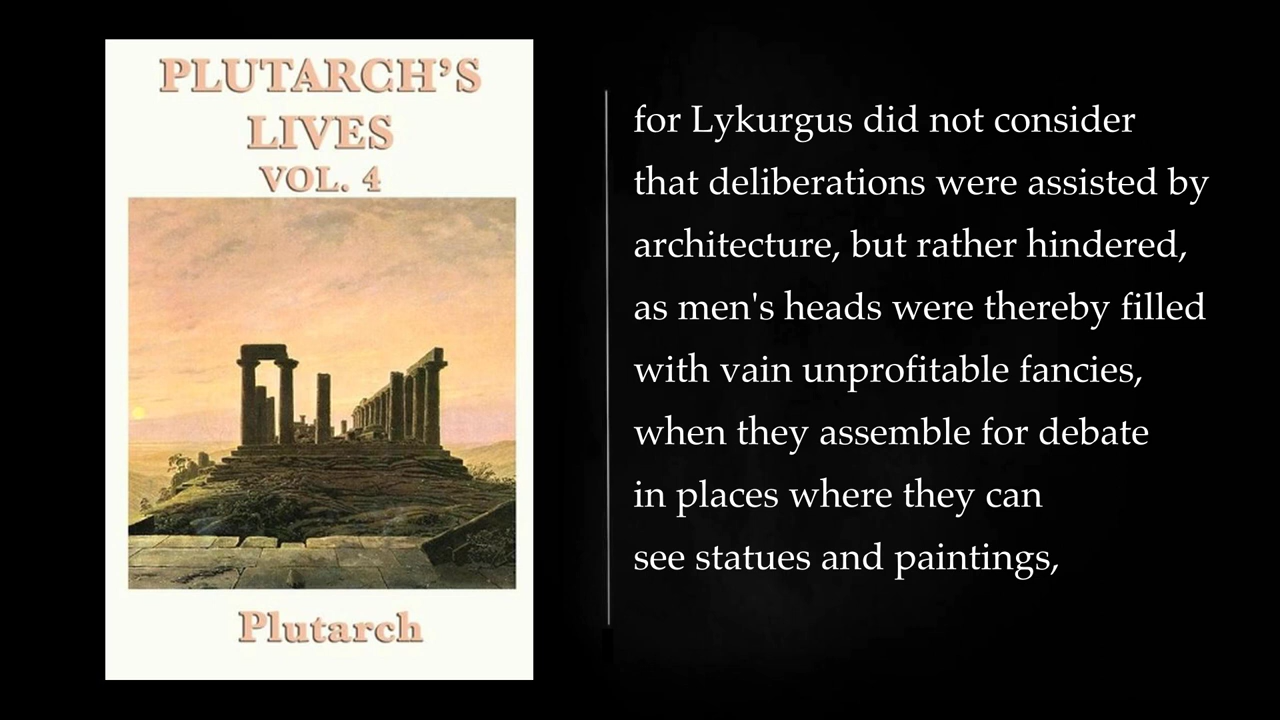 PLUTARCH'S
LIVES
VOL. 4
Plutarch
for Lykurgus did not consider
that deliberations were assisted by
architecture, but rather hindered,
as men's heads were thereby filled
with vain unprofitable fancies,
when they assemble for debate
in places where they can
see statues and paintings,